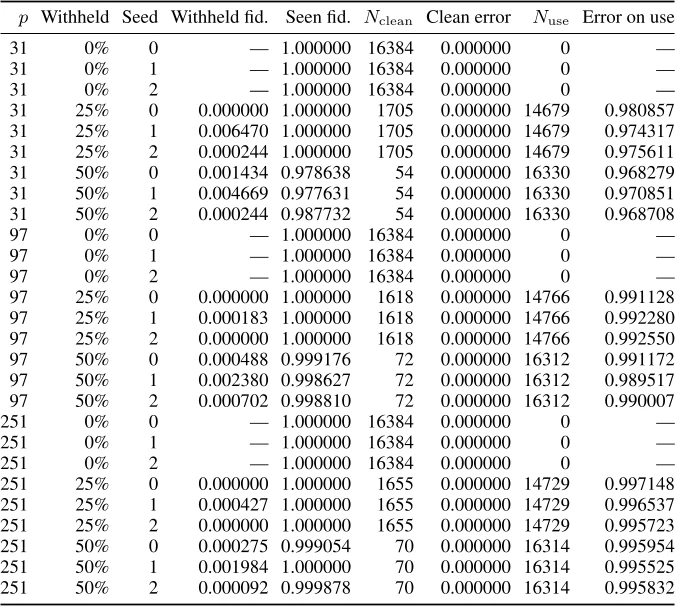 p Withheld Seed Withheld fid. Seen fid. N_clean Clean error N_use Error on use
31 0% 0 — 1.000000 16384 0.000000 0 —
31 0% 1 — 1.000000 16384 0.000000 0 —
31 0% 2 — 1.000000 16384 0.000000 0 —
31 25% 0 0.000000 1.000000 1705 0.000000 14679 0.980857
31 25% 1 0.006470 1.000000 1705 0.000000 14679 0.974317
31 25% 2 0.000244 1.000000 1705 0.000000 14679 0.975611
31 50% 0 0.001434 0.978638 54 0.000000 16330 0.968279
31 50% 1 0.004669 0.977631 54 0.000000 16330 0.970851
31 50% 2 0.000244 0.987732 54 0.000000 16330 0.968708
97 0% 0 — 1.000000 16384 0.000000 0 —
97 0% 1 — 1.000000 16384 0.000000 0 —
97 0% 2 — 1.000000 16384 0.000000 0 —
97 25% 0 0.000000 1.000000 1618 0.000000 14766 0.991128
97 25% 1 0.000183 1.000000 1618 0.000000 14766 0.992280
97 25% 2 0.000000 1.000000 1618 0.000000 14766 0.992550
97 50% 0 0.000488 0.999176 72 0.000000 16312 0.991172
97 50% 1 0.002380 0.998627 72 0.000000 16312 0.989517
97 50% 2 0.000702 0.998810 72 0.000000 16312 0.990007
251 0% 0 — 1.000000 16384 0.000000 0 —
251 0% 1 — 1.000000 16384 0.000000 0 —
251 0% 2 — 1.000000 16384 0.000000 0 —
251 25% 0 0.000000 1.000000 1655 0.000000 14729 0.997148
251 25% 1 0.000427 1.000000 1655 0.000000 14729 0.996537
251 25% 2 0.000000 1.000000 1655 0.000000 14729 0.995723
251 50% 0 0.000275 0.999054 70 0.000000 16314 0.995954
251 50% 1 0.001984 1.000000 70 0.000000 16314 0.995525
251 50% 2 0.000092 0.999878 70 0.000000 16314 0.995832